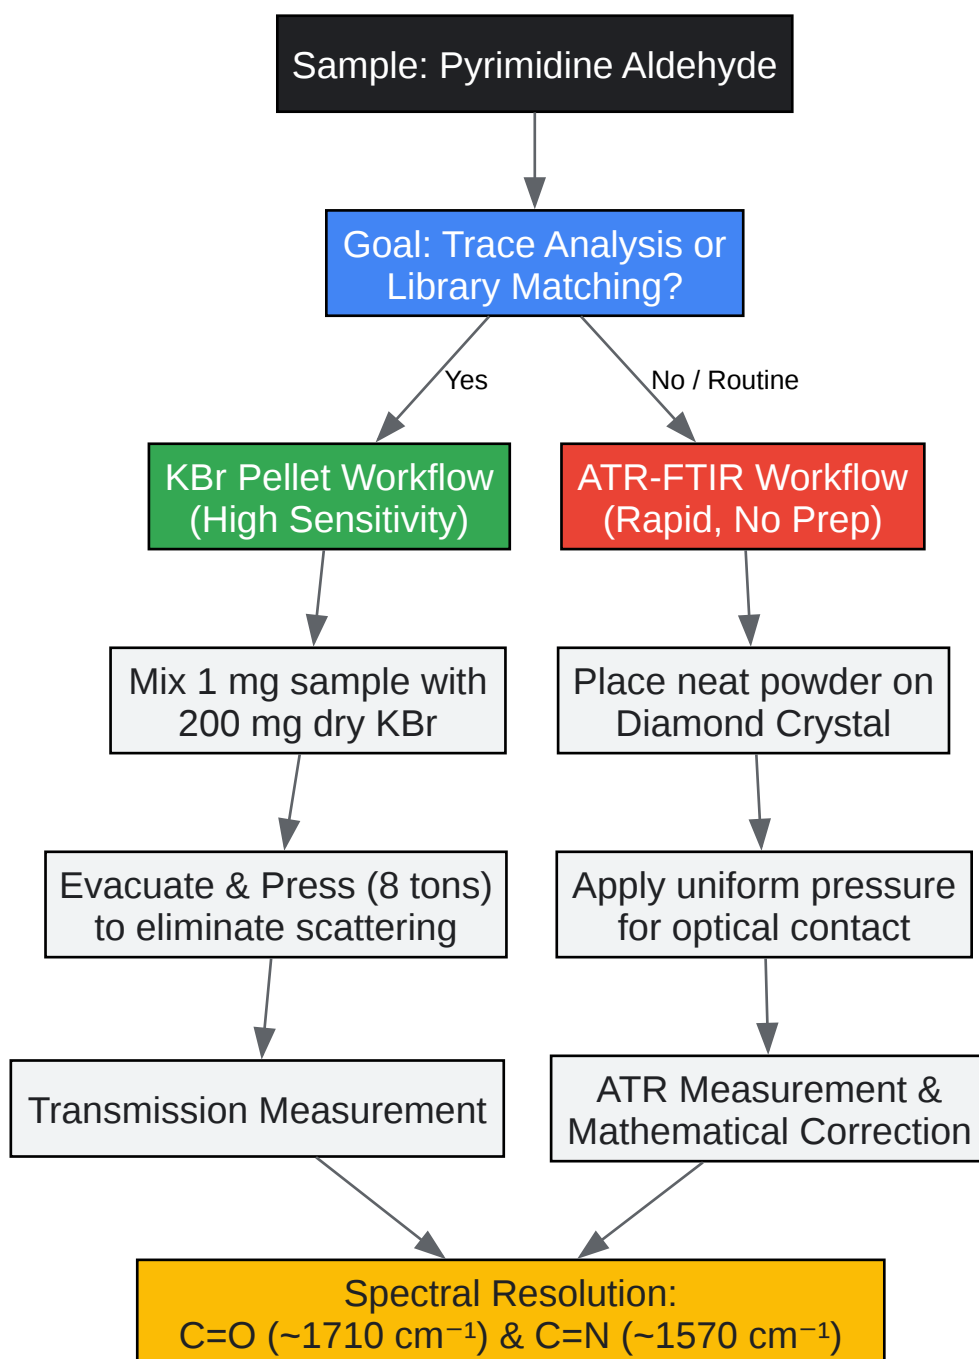 Sample: Pyrimidine Aldehyde
Goal: Trace Analysis or
Library Matching?
Yes
No / Routine
KBr Pellet Workflow
(High Sensitivity)
ATR-FTIR Workflow
(Rapid, No Prep)
Mix 1 mg sample with
200 mg dry KBr
Place neat powder on
Diamond Crystal
Evacuate & Press (8 tons)
to eliminate scattering
Apply uniform pressure
for optical contact
Transmission Measurement
ATR Measurement &
Mathematical Correction
Spectral Resolution:
C=O (~1710 cm⁻¹) & C=N (~1570 cm⁻¹)